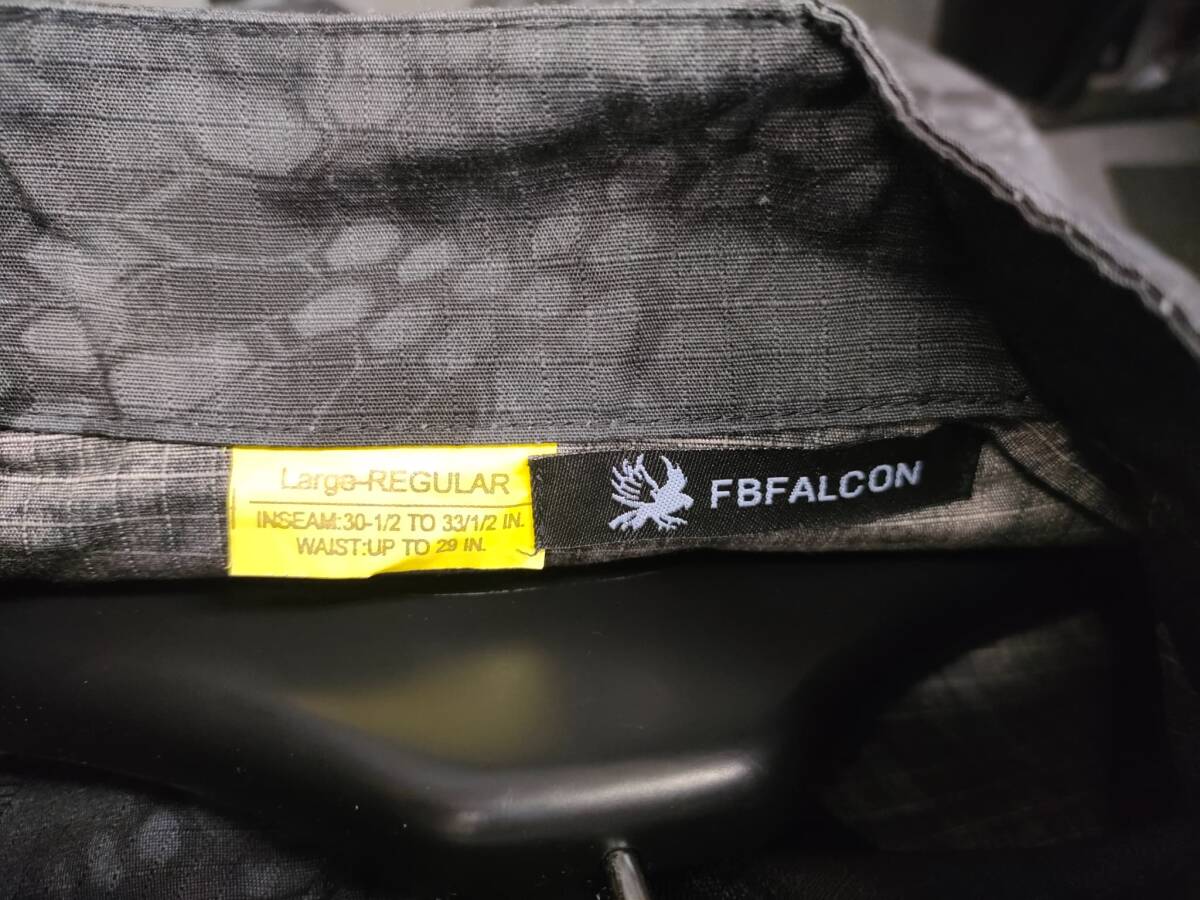 Large-REGULAR
INSEAM:30-1/2 TO 33/1/2 IN.
WAIST:UP TO 29 IN.
FBFALCON